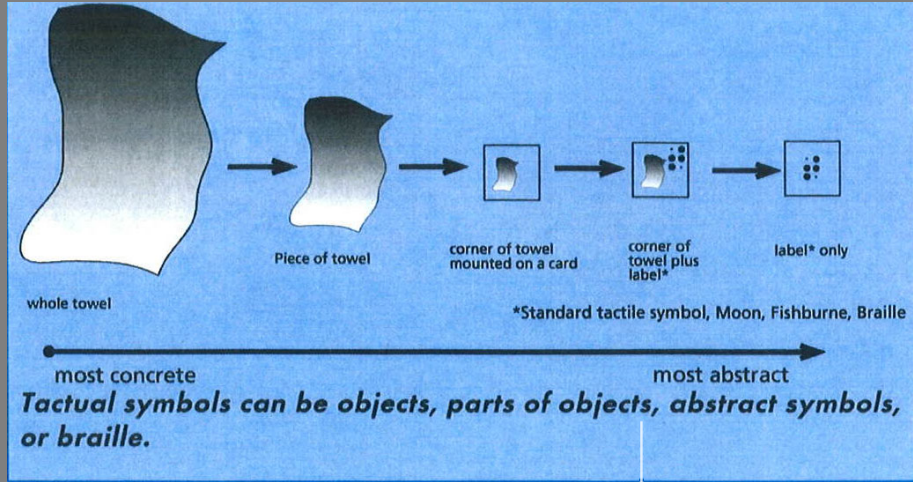 whole towel
Piece of towel
corner of towel
mounted on a card
corner of
towel plus
label*
label* only
*Standard tactile symbol, Moon, Fishburne, Braille
most concrete
most abstract
Tactual symbols can be objects, parts of objects, abstract symbols,
or braille.